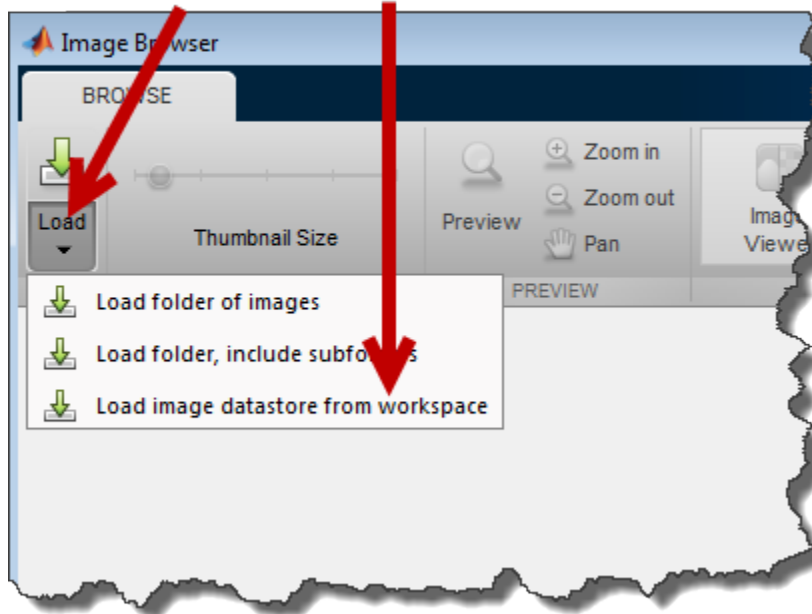 Image Browser
BROWSE
Load
Thumbnail Size
Preview
Zoom in
Zoom out
Pan
PREVIEW
Load folder of images
Load folder, include
Load image datastore from workspace